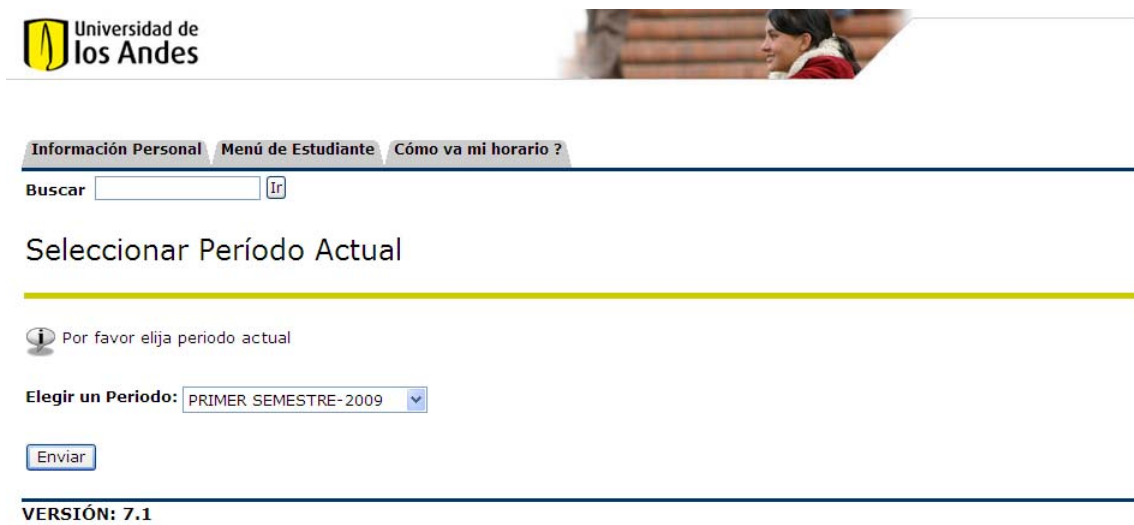 Universidad de
los Andes
Información Personal Menú de Estudiante Cómo va mi horario ?
Buscar Ir
Seleccionar Período Actual
Por favor elija periodo actual
Elegir un Periodo: PRIMER SEMESTRE-2009
Enviar
VERSIÓN: 7.1